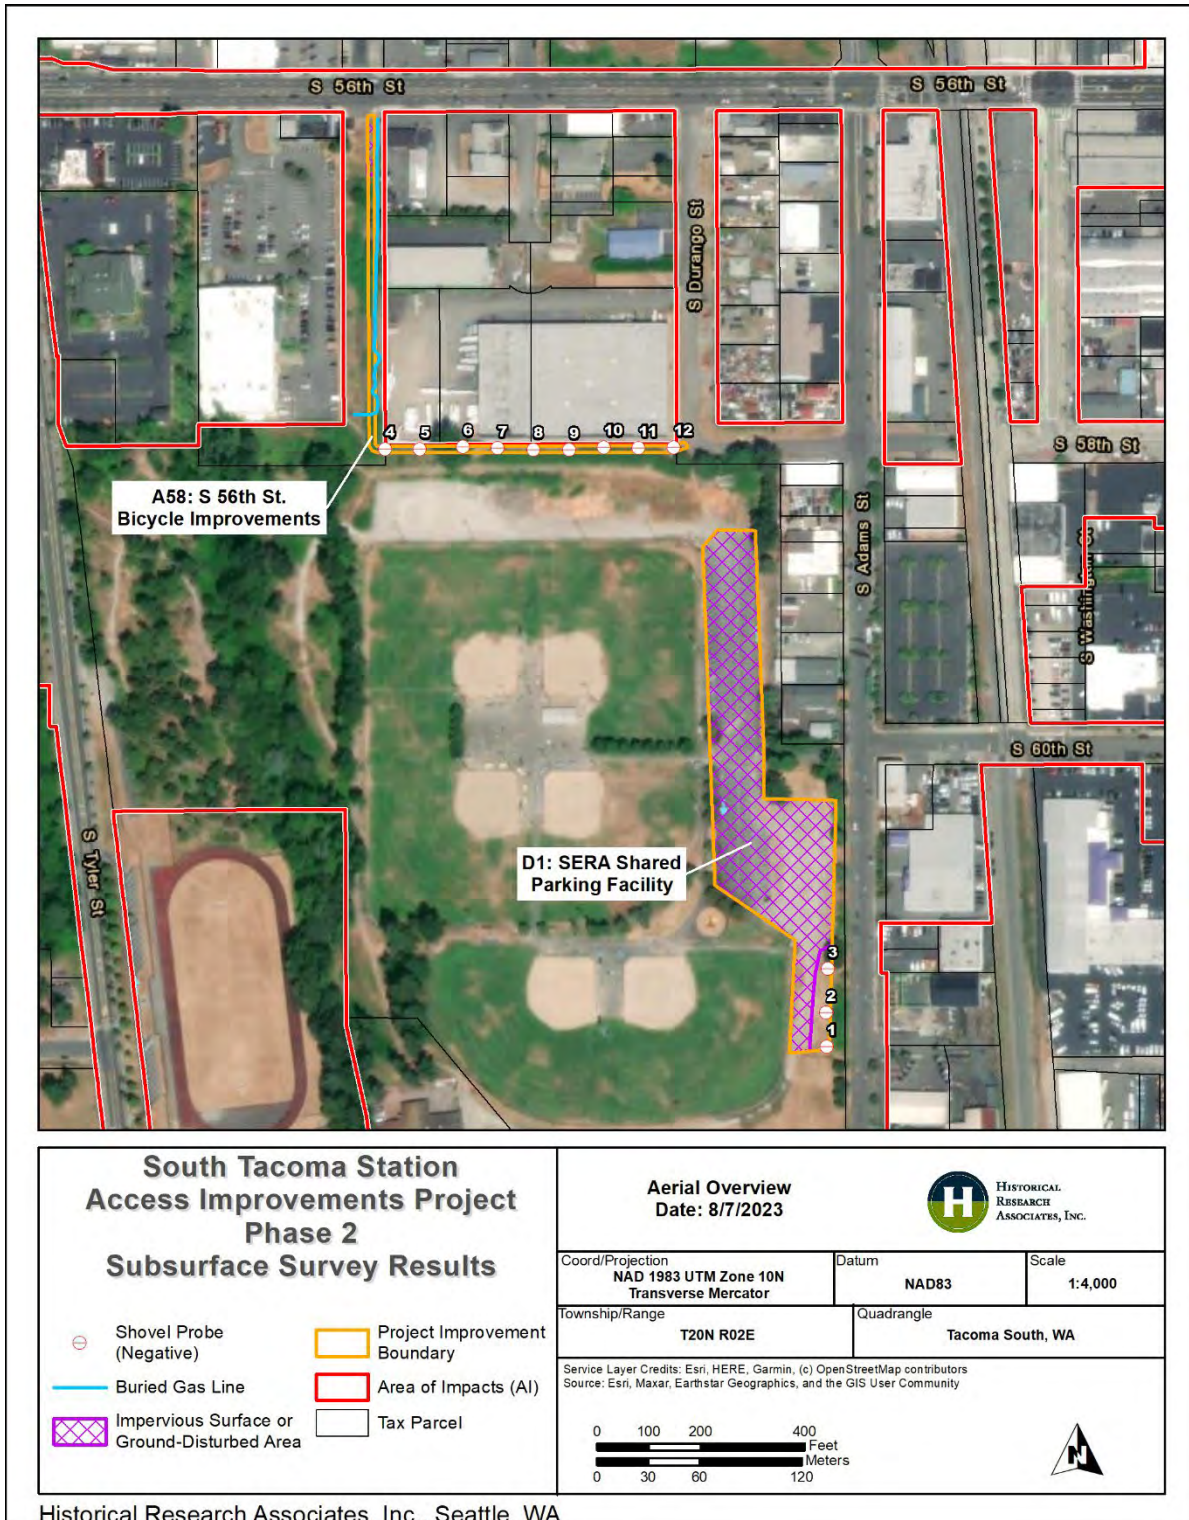 S 56th St
S 56th St
S Durango St
4
5
6
7
8
9
10
11
12
S 58th St
A58: S 56th St.
Bicycle Improvements
S Adams St
S Washington St
S 60th St
S Tyler St
D1: SERA Shared
Parking Facility
3
2
1
South Tacoma Station
Access Improvements Project
Phase 2
Subsurface Survey Results
Shovel Probe
(Negative)
Buried Gas Line
Impervious Surface or
Ground-Disturbed Area
Project Improvement
Boundary
Area of Impacts (AI)
Tax Parcel
Aerial Overview
Date: 8/7/2023
H
HISTORICAL
RESEARCH
ASSOCIATES, INC.
Coord/Projection
NAD 1983 UTM Zone 10N
Transverse Mercator
Datum
NAD83
Scale
1:4,000
Township/Range
T20N R02E
Quadrangle
Tacoma South, WA
Service Layer Credits: Esri, HERE, Garmin, (c) OpenStreetMap contributors
Source: Esri, Maxar, Earthstar Geographics, and the GIS User Community
0 100 200 400
Feet
Meters
0 30 60 120
N
Historical Research Associates, Inc., Seattle, WA